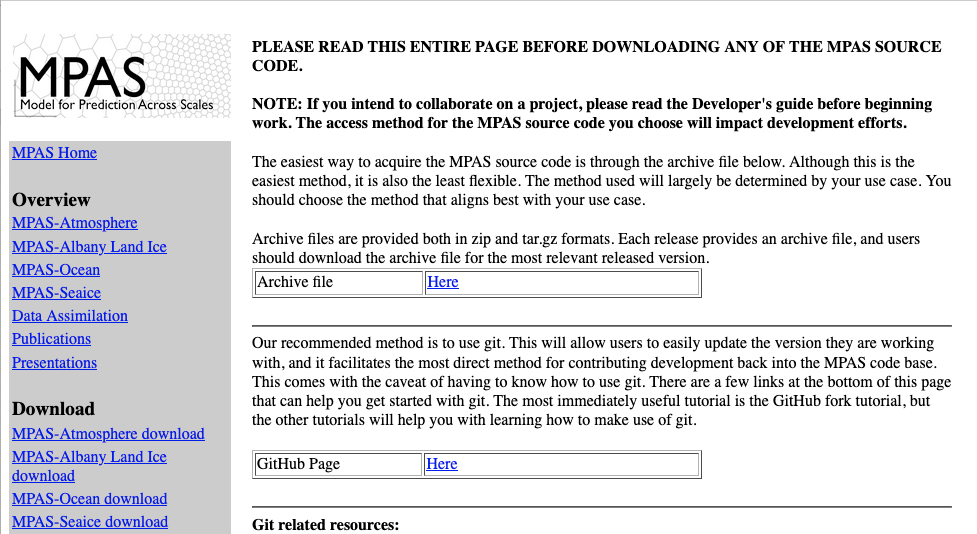 MPAS
Model for Prediction Across Scales
MPAS Home
Overview
MPAS-Atmosphere
MPAS-Albany Land Ice
MPAS-Ocean
MPAS-Seaice
Data Assimilation
Publications
Presentations
Download
MPAS-Atmosphere download
MPAS-Albany Land Ice
download
MPAS-Ocean download
MPAS-Seaice download
PLEASE READ THIS ENTIRE PAGE BEFORE DOWNLOADING ANY OF THE MPAS SOURCE
CODE.
NOTE: If you intend to collaborate on a project, please read the Developer's guide before beginning
work. The access method for the MPAS source code you choose will impact development efforts.
The easiest way to acquire the MPAS source code is through the archive file below. Although this is the
easiest method, it is also the least flexible. The method used will largely be determined by your use case. You
should choose the method that aligns best with your use case.
Archive files are provided both in zip and tar.gz formats. Each release provides an archive file, and users
should download the archive file for the most relevant released version.
Archive file Here
Our recommended method is to use git. This will allow users to easily update the version they are working
with, and it facilitates the most direct method for contributing development back into the MPAS code base.
This comes with the caveat of having to know how to use git. There are a few links at the bottom of this page
that can help you get started with git. The most immediately useful tutorial is the GitHub fork tutorial, but
the other tutorials will help you with learning how to make use of git.
GitHub Page Here
Git related resources: